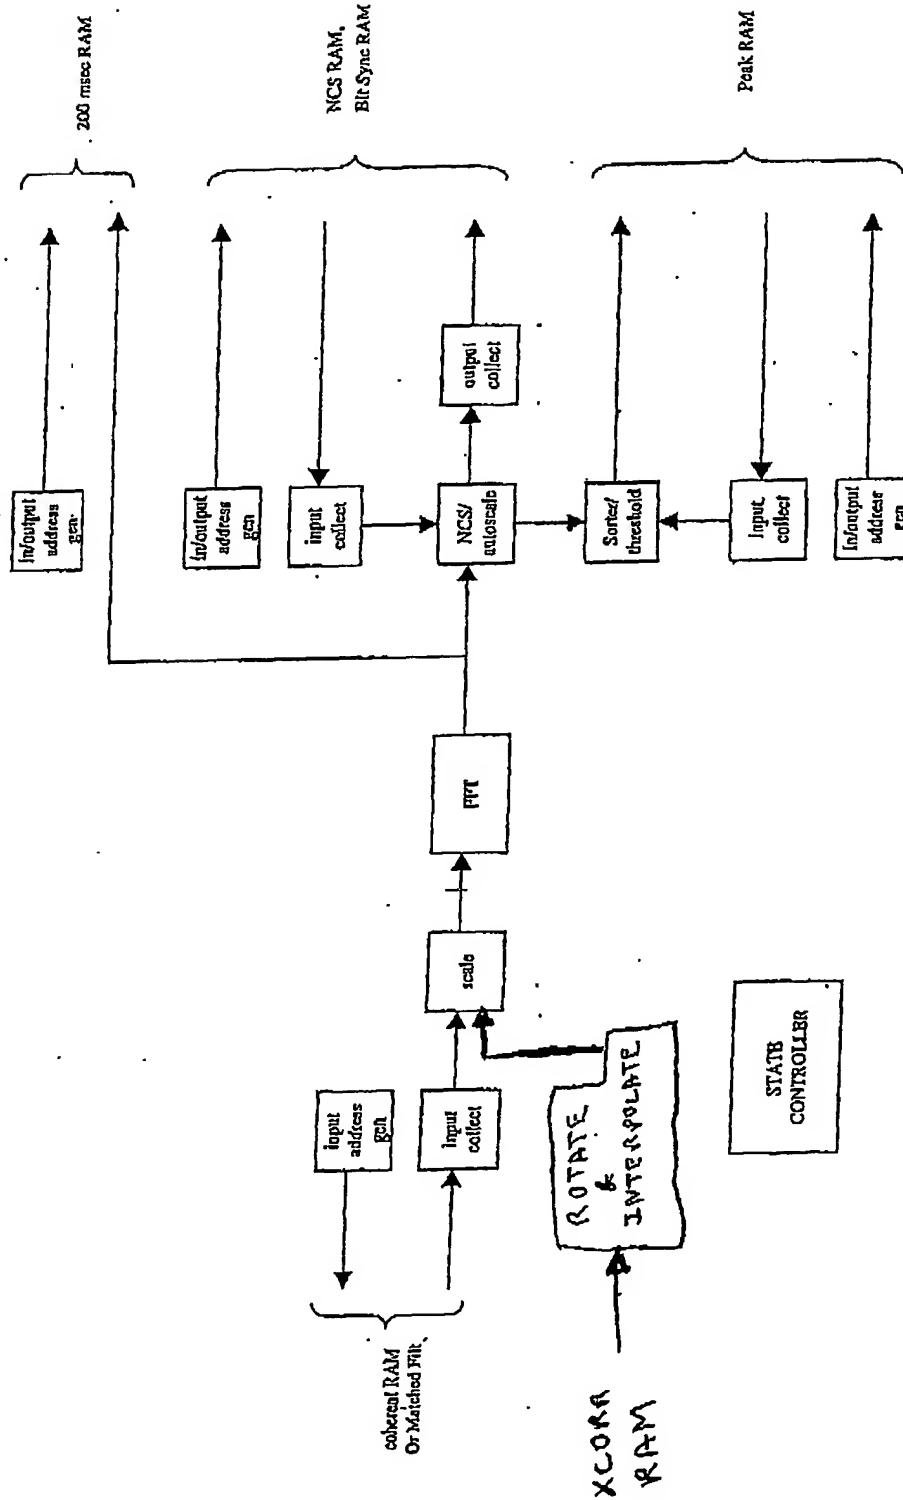 200 msec RAM
NCS RAM,
Bit Sync RAM
Peak RAM
in/output
address
gen.
in/output
address
gen
input
collect
NCS/
autoscale
output
collect
Sorter/
threshold
input
collect
in/output
address
gen
FFT
scale
input
address
gen
input
collect
coherent RAM
Or Matched Filt.
ROTATE
&
INTERPOLATE
XCORR
RAM
STATE
CONTROLLER